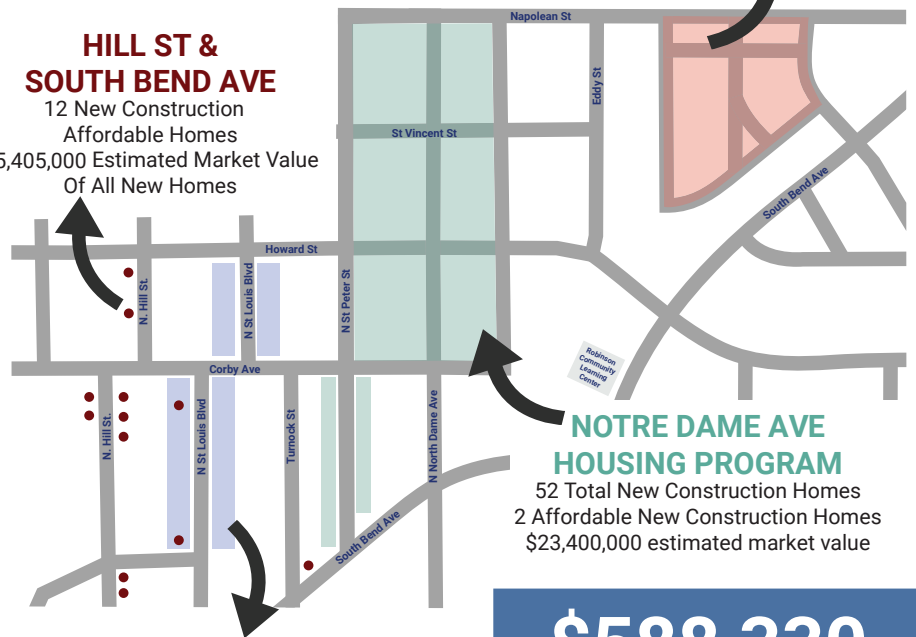 Napolean St
HILL ST &
SOUTH BEND AVE
12 New Construction
Affordable Homes
5,405,000 Estimated Market Value
Of All New Homes
Eddy St
St Vincent St
South Bend Ave
Howard St
N. Hill St.
N St Louis Blvd
N St Peter St
Robinson
Community
Learning
Center
Corby Ave
N. Hill St.
N St Louis Blvd
Turnock St
N North Dame Ave
South Bend Ave
NOTRE DAME AVE
HOUSING PROGRAM
52 Total New Construction Homes
2 Affordable New Construction Homes
$23,400,000 estimated market value